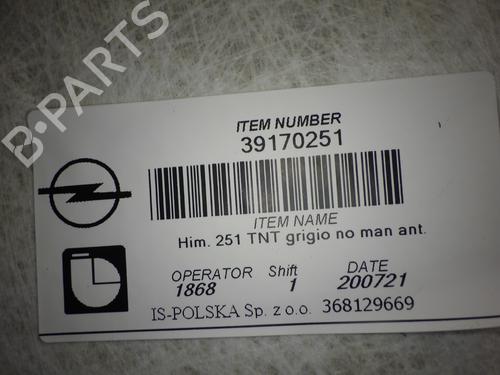 B-PARTS
ITEM NUMBER
39170251
ITEM NAME
Him. 251 TNT grigio no man ant.
OPERATOR Shift DATE
1868 1 200721
IS-POLSKA Sp. z o.o. 368129669